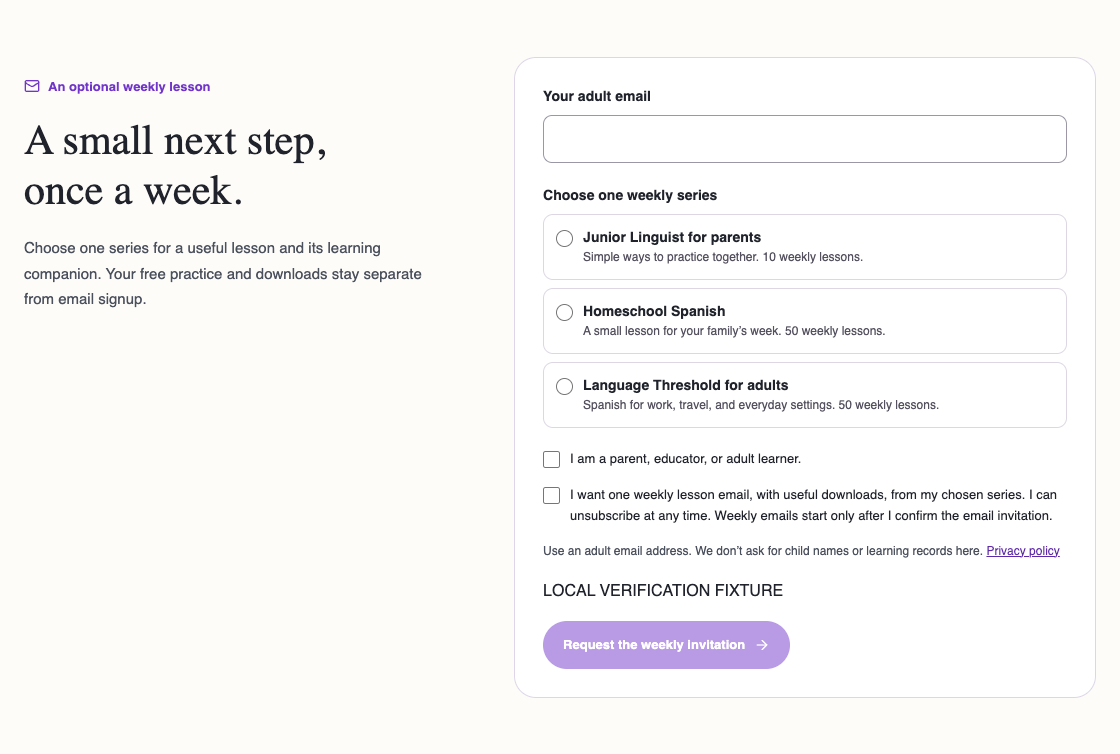 An optional weekly lesson
A small next step,
once a week.
Choose one series for a useful lesson and its learning
companion. Your free practice and downloads stay separate
from email signup.
Your adult email
Choose one weekly series
Junior Linguist for parents
Simple ways to practice together. 10 weekly lessons.
Homeschool Spanish
A small lesson for your family’s week. 50 weekly lessons.
Language Threshold for adults
Spanish for work, travel, and everyday settings. 50 weekly lessons.
I am a parent, educator, or adult learner.
I want one weekly lesson email, with useful downloads, from my chosen series. I can
unsubscribe at any time. Weekly emails start only after I confirm the email invitation.
Use an adult email address. We don’t ask for child names or learning records here. Privacy policy
LOCAL VERIFICATION FIXTURE
Request the weekly invitation